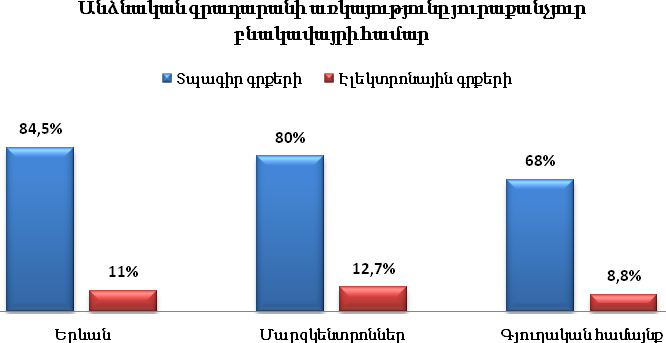 Անձնական գրադարանի առկայությունը յուրաքանչյուր
բնակավայրի համար
Տպագիր գրքերի Էլեկտրոնային գրքերի
84,5% 80% 68%
11% 12,7% 8,8%
Երևան Մարզկենտրոններ Գյուղական համայնք